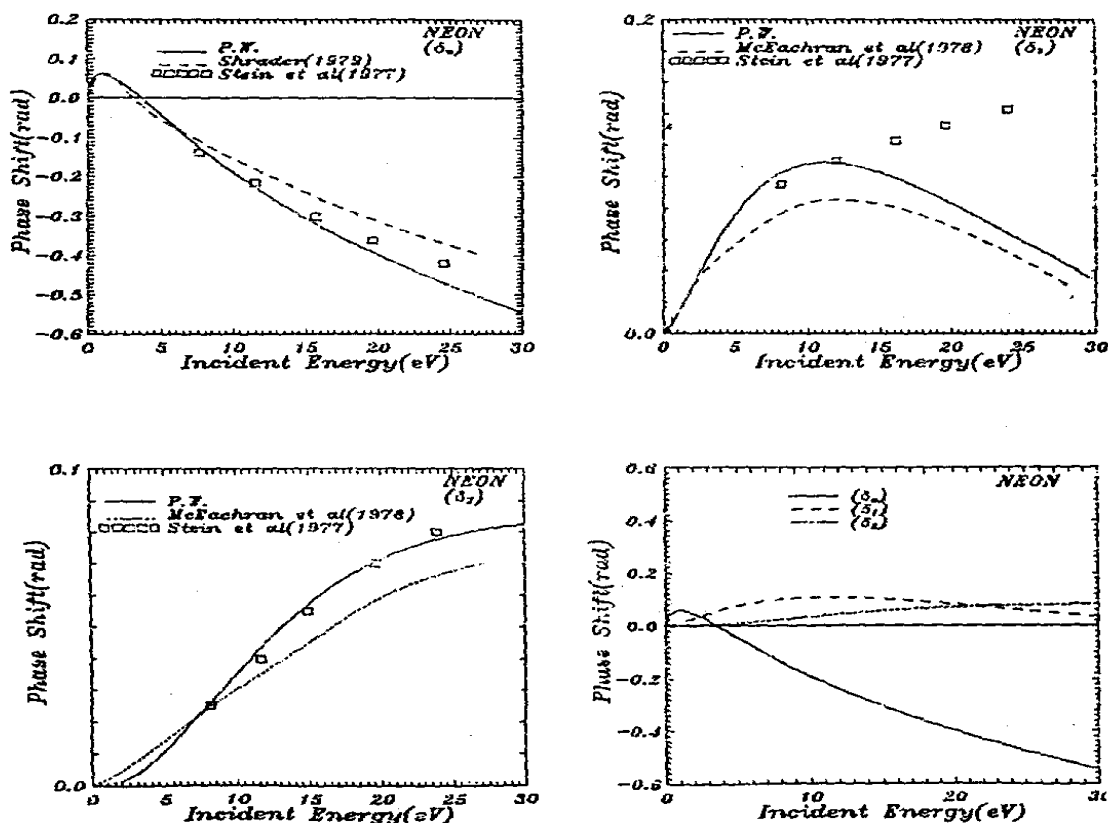 NEON
(δₒ)
P.W.
Shrader(1979)
Stein et al(1977)
0.2
0.1
0.0
-0.1
-0.2
-0.3
-0.4
-0.5
-0.6
Phase Shift(rad)
0 5 10 15 20 25 30
Incident Energy(eV)
NEON
P.W.
McEachran et al(1978)
Stein et al(1977)
0.2
0.0
Phase Shift(rad)
0 5 10 15 20 25 30
Incident Energy(eV)
NEON
P.W.
McEachran et al(1978)
Stein et al(1977)
0.1
0.0
Phase Shift(rad)
0 5 10 15 20 25 30
Incident Energy(eV)
NEON
(δₒ)
(δ₁)
(δ₂)
0.6
0.4
0.2
0.0
-0.2
-0.4
-0.6
Phase Shift(rad)
0 5 10 15 20 25 30
Incident Energy(eV)